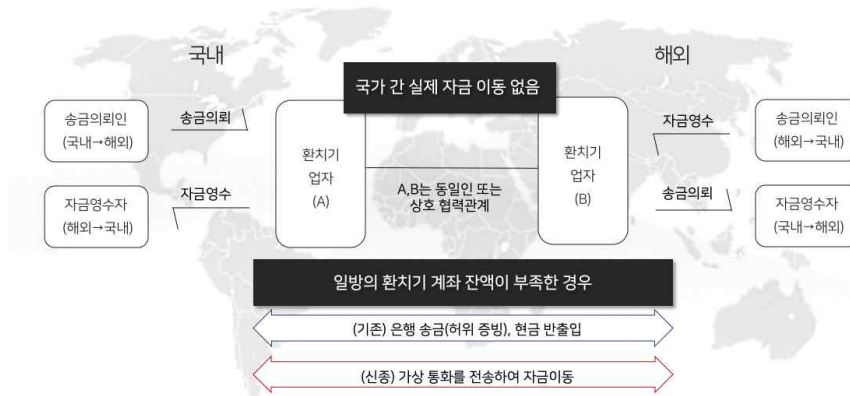 국내
해외
국가 간 실제 자금 이동 없음
송금의뢰인
(국내→해외)
송금의뢰
환치기
업자
(A)
환치기
업자
(B)
자금영수
송금의뢰인
(해외→국내)
자금영수자
(해외→국내)
자금영수
A,B는 동일인 또는
상호 협력관계
송금의뢰
자금영수자
(국내→해외)
일방의 환치기 계좌 잔액이 부족한 경우
(기존) 은행 송금(허위 증빙), 현금 반출입
(신종) 가상 통화를 전송하여 자금이동